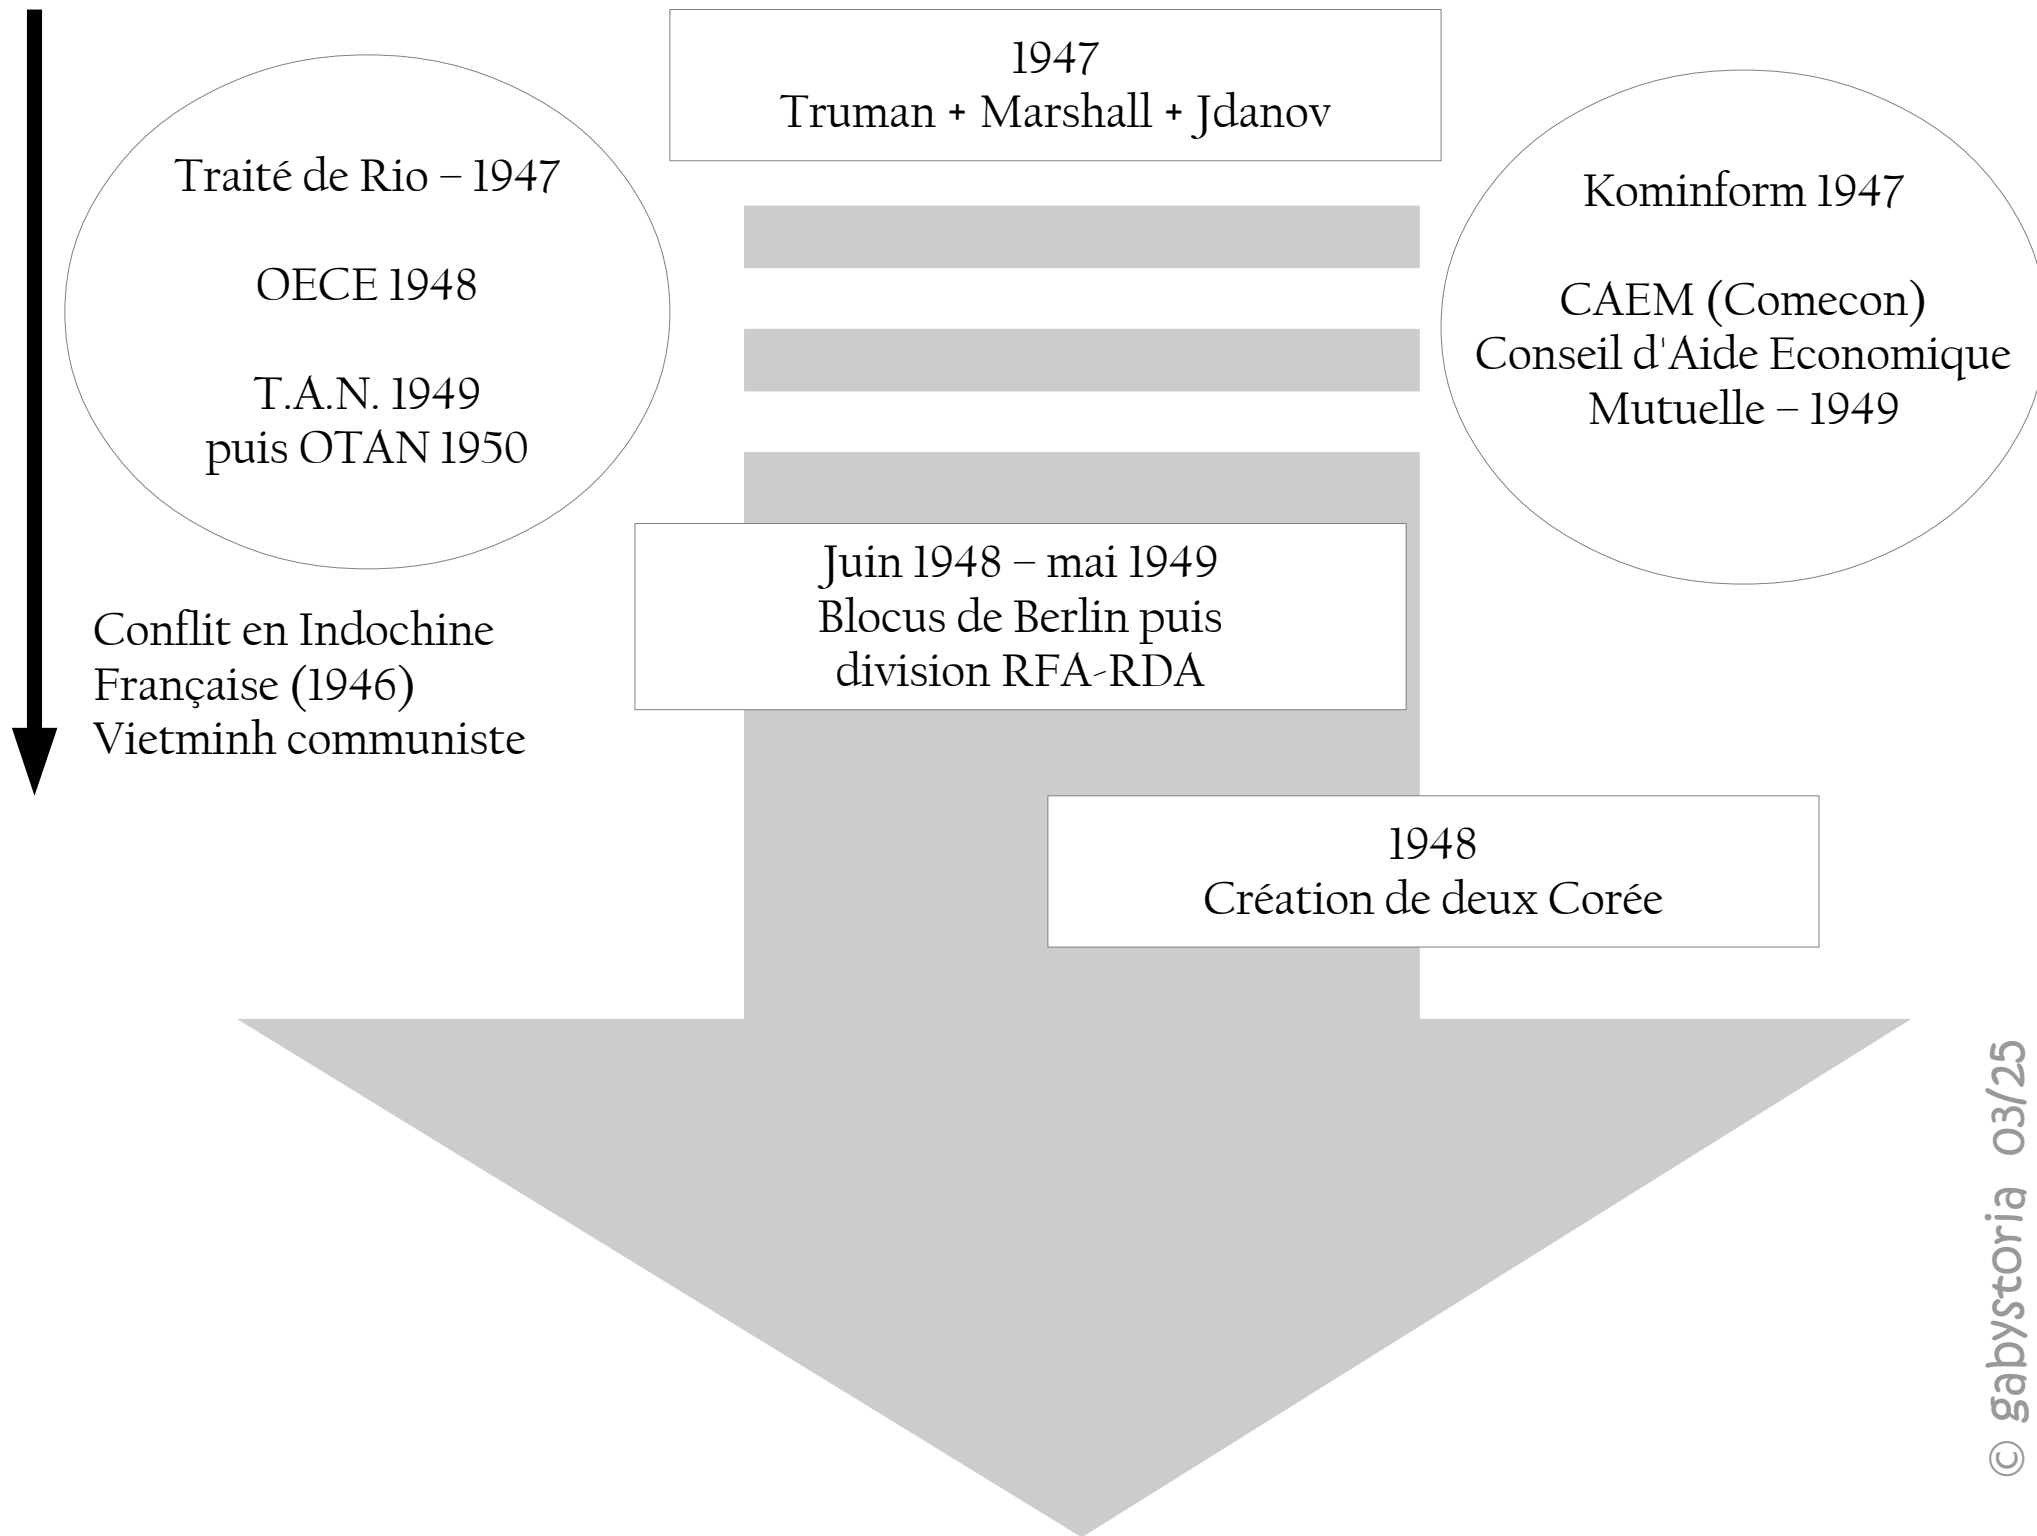 1947
Truman + Marshall + Jdanov
Traité de Rio – 1947
OECE 1948
T.A.N. 1949
puis OTAN 1950
Kominform 1947
CAEM (Comecon)
Conseil d'Aide Economique
Mutuelle – 1949
Juin 1948 – mai 1949
Blocus de Berlin puis
division RFA-RDA
Conflit en Indochine
Française (1946)
Vietminh communiste
1948
Création de deux Corée
© gabystoria 03/25